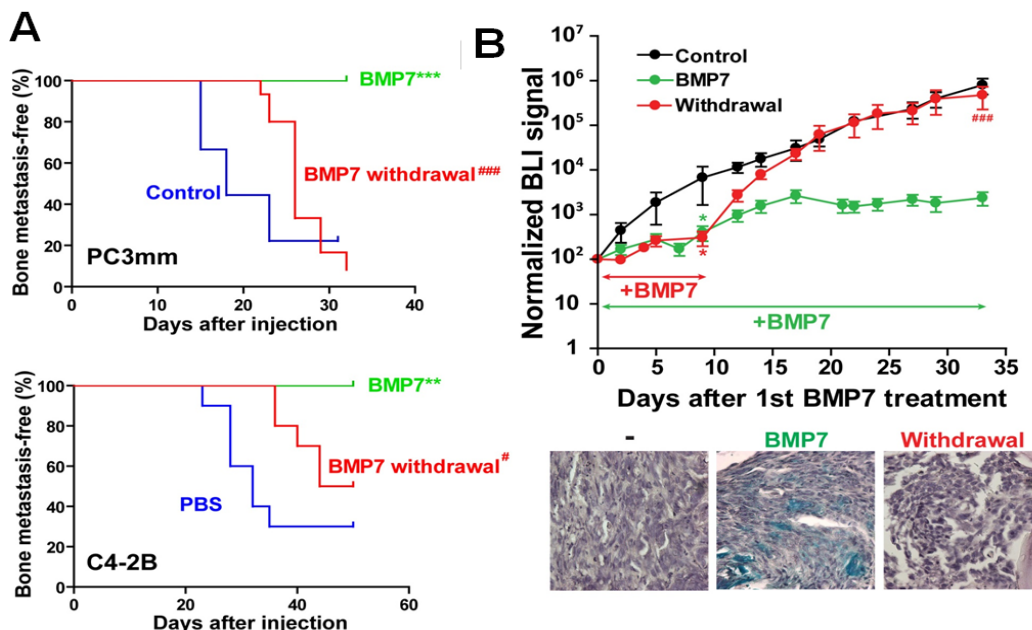 A
Bone metastasis-free (%)
100
80
60
40
20
0
BMP7***
BMP7 withdrawal###
Control
PC3mm
0 10 20 30 40
Days after injection
Bone metastasis-free (%)
100
80
60
40
20
0
BMP7**
BMP7 withdrawal#
PBS
C4-2B
0 20 40 60
Days after injection
B
Normalized BLI signal
10⁷
10⁶
10⁵
10⁴
10³
10²
10
1
Control
BMP7
Withdrawal
###
*
*
+BMP7
+BMP7
0 5 10 15 20 25 30 35
Days after 1st BMP7 treatment
- BMP7 Withdrawal